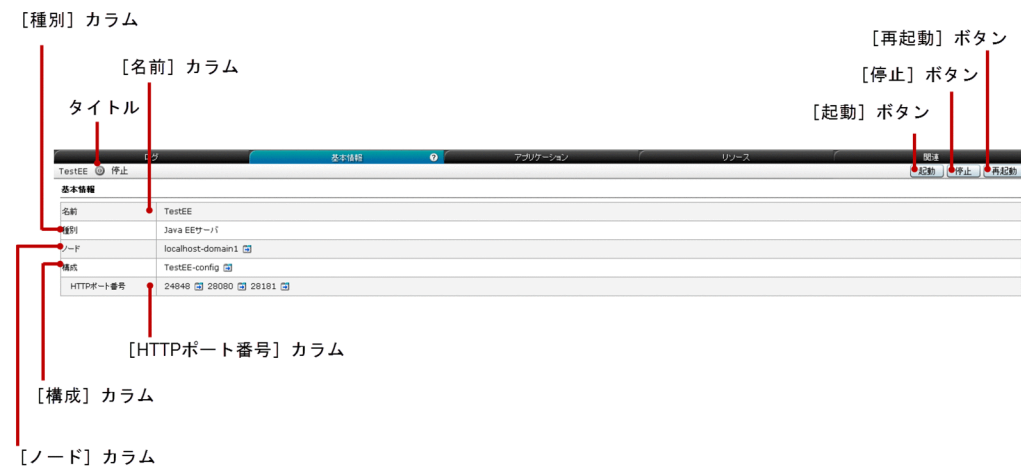 ［種別］カラム
［再起動］ボタン
［名前］カラム
［停止］ボタン
タイトル
［起動］ボタン
ログ 基本情報 ? アプリケーション リソース 関連
TestEE 停止 起動 停止 再起動
基本情報
名前 TestEE
種別 Java EEサーバ
ノード localhost-domain1
構成 TestEE-config
HTTPポート番号 24848 28080 28181
［HTTPポート番号］カラム
［構成］カラム
［ノード］カラム